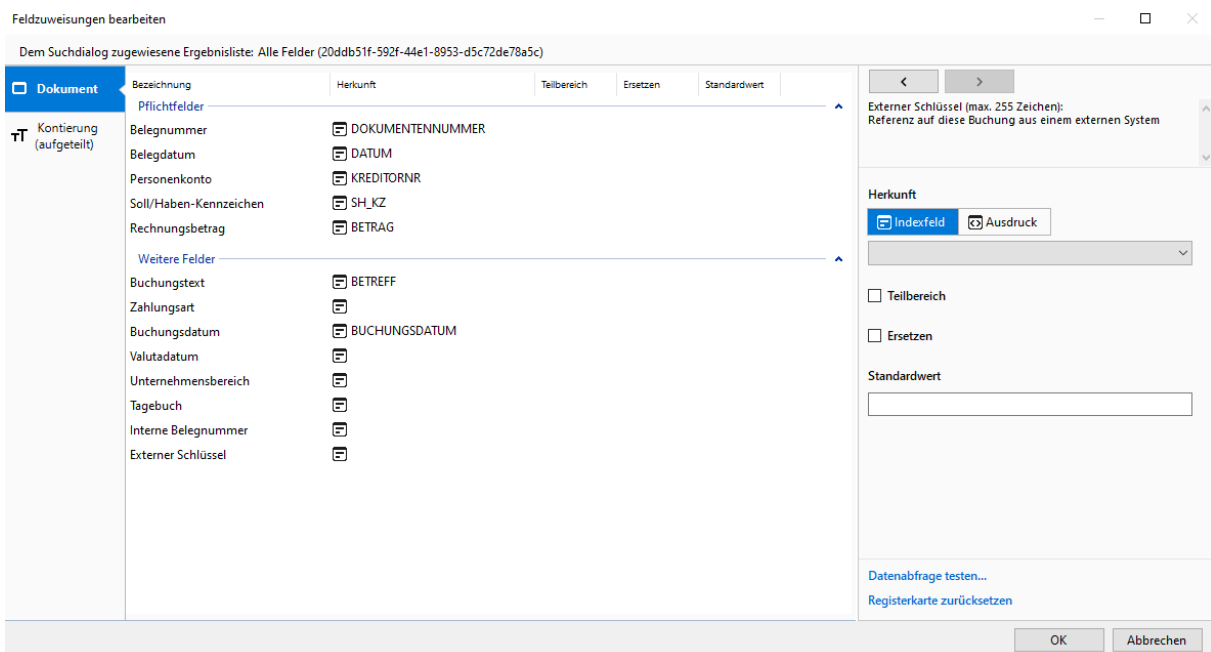 Feldzuweisungen bearbeiten
Dem Suchdialog zugewiesene Ergebnisliste: Alle Felder (20ddb51f-592f-44e1-8953-d5c72de78a5c)
Dokument
Kontierung
(aufgeteilt)
Bezeichnung Herkunft Teilbereich Ersetzen Standardwert
Pflichtfelder
Belegnummer DOKUMENTENNUMMER
Belegdatum DATUM
Personenkonto KREDITORNR
Soll/Haben-Kennzeichen SH_KZ
Rechnungsbetrag BETRAG
Weitere Felder
Buchungstext BETREFF
Zahlungsart
Buchungsdatum BUCHUNGSDATUM
Valutadatum
Unternehmensbereich
Tagebuch
Interne Belegnummer
Externer Schlüssel
Externer Schlüssel (max. 255 Zeichen):
Referenz auf diese Buchung aus einem externen System
Herkunft
Indexfeld Ausdruck
Teilbereich
Ersetzen
Standardwert
Datenabfrage testen...
Registerkarte zurücksetzen
OK Abbrechen